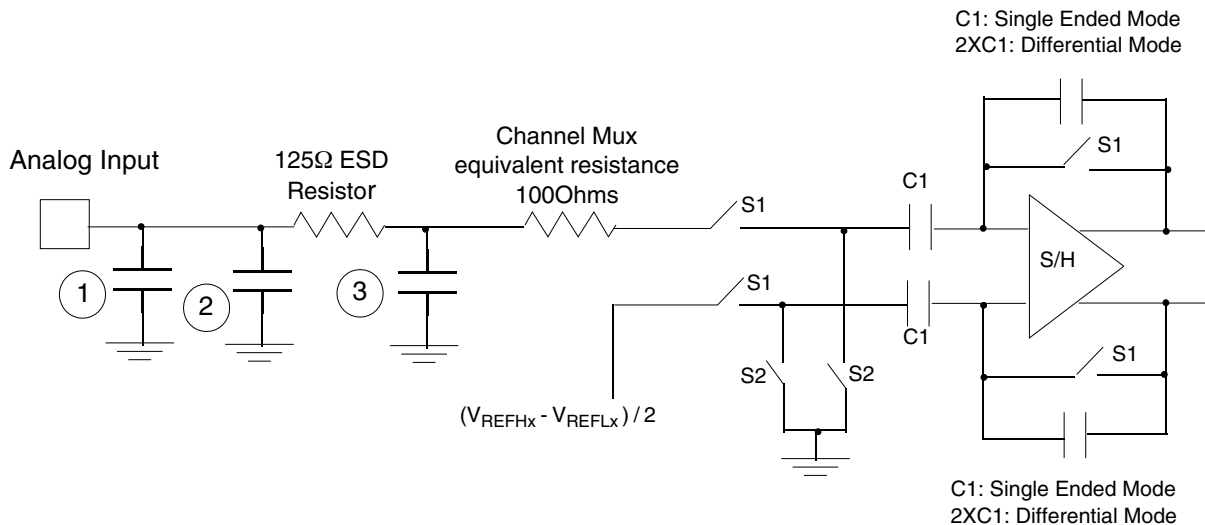 C1: Single Ended Mode
2XC1: Differential Mode
Analog Input
125Ω ESD
Resistor
Channel Mux
equivalent resistance
100Ohms
S1
S1
C1
S1
C1
S/H
1
2
3
S1
S2
S2
(VREFHx - VREFLx) / 2
C1: Single Ended Mode
2XC1: Differential Mode